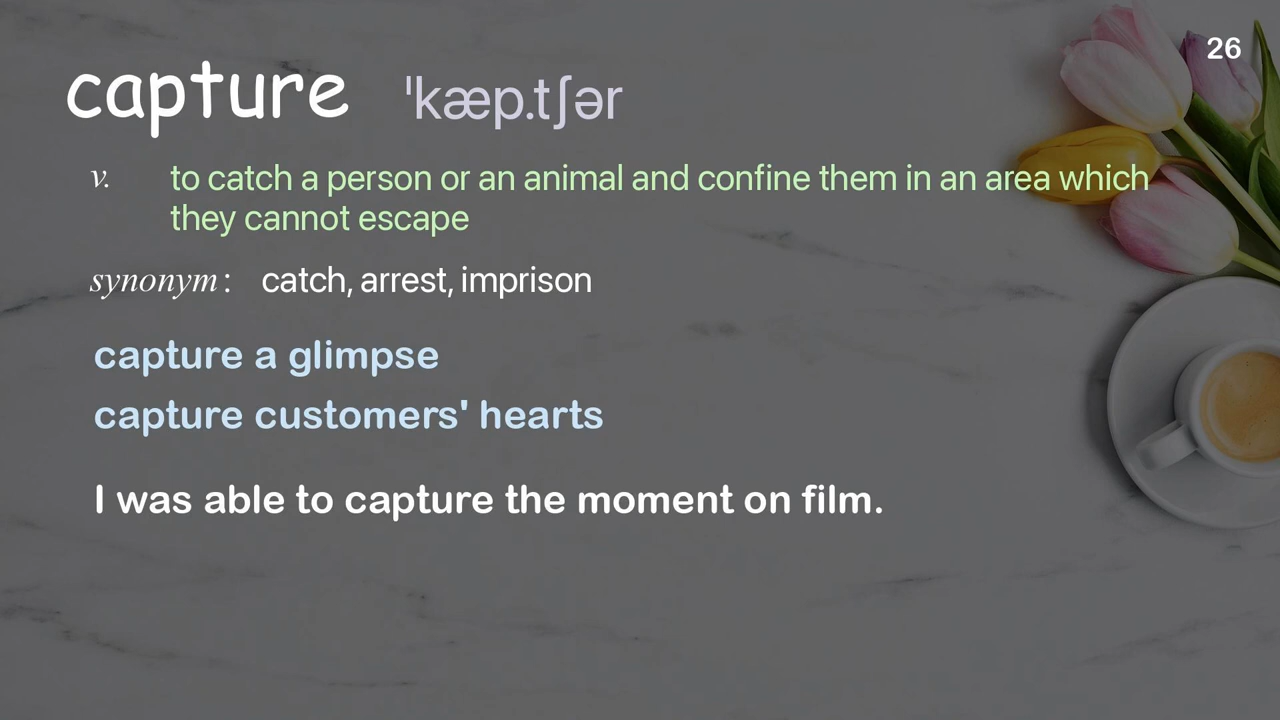 26
capture ˈkæp.tʃər
v. to catch a person or an animal and confine them in an area which
they cannot escape
synonym: catch, arrest, imprison
capture a glimpse
capture customers' hearts
I was able to capture the moment on film.